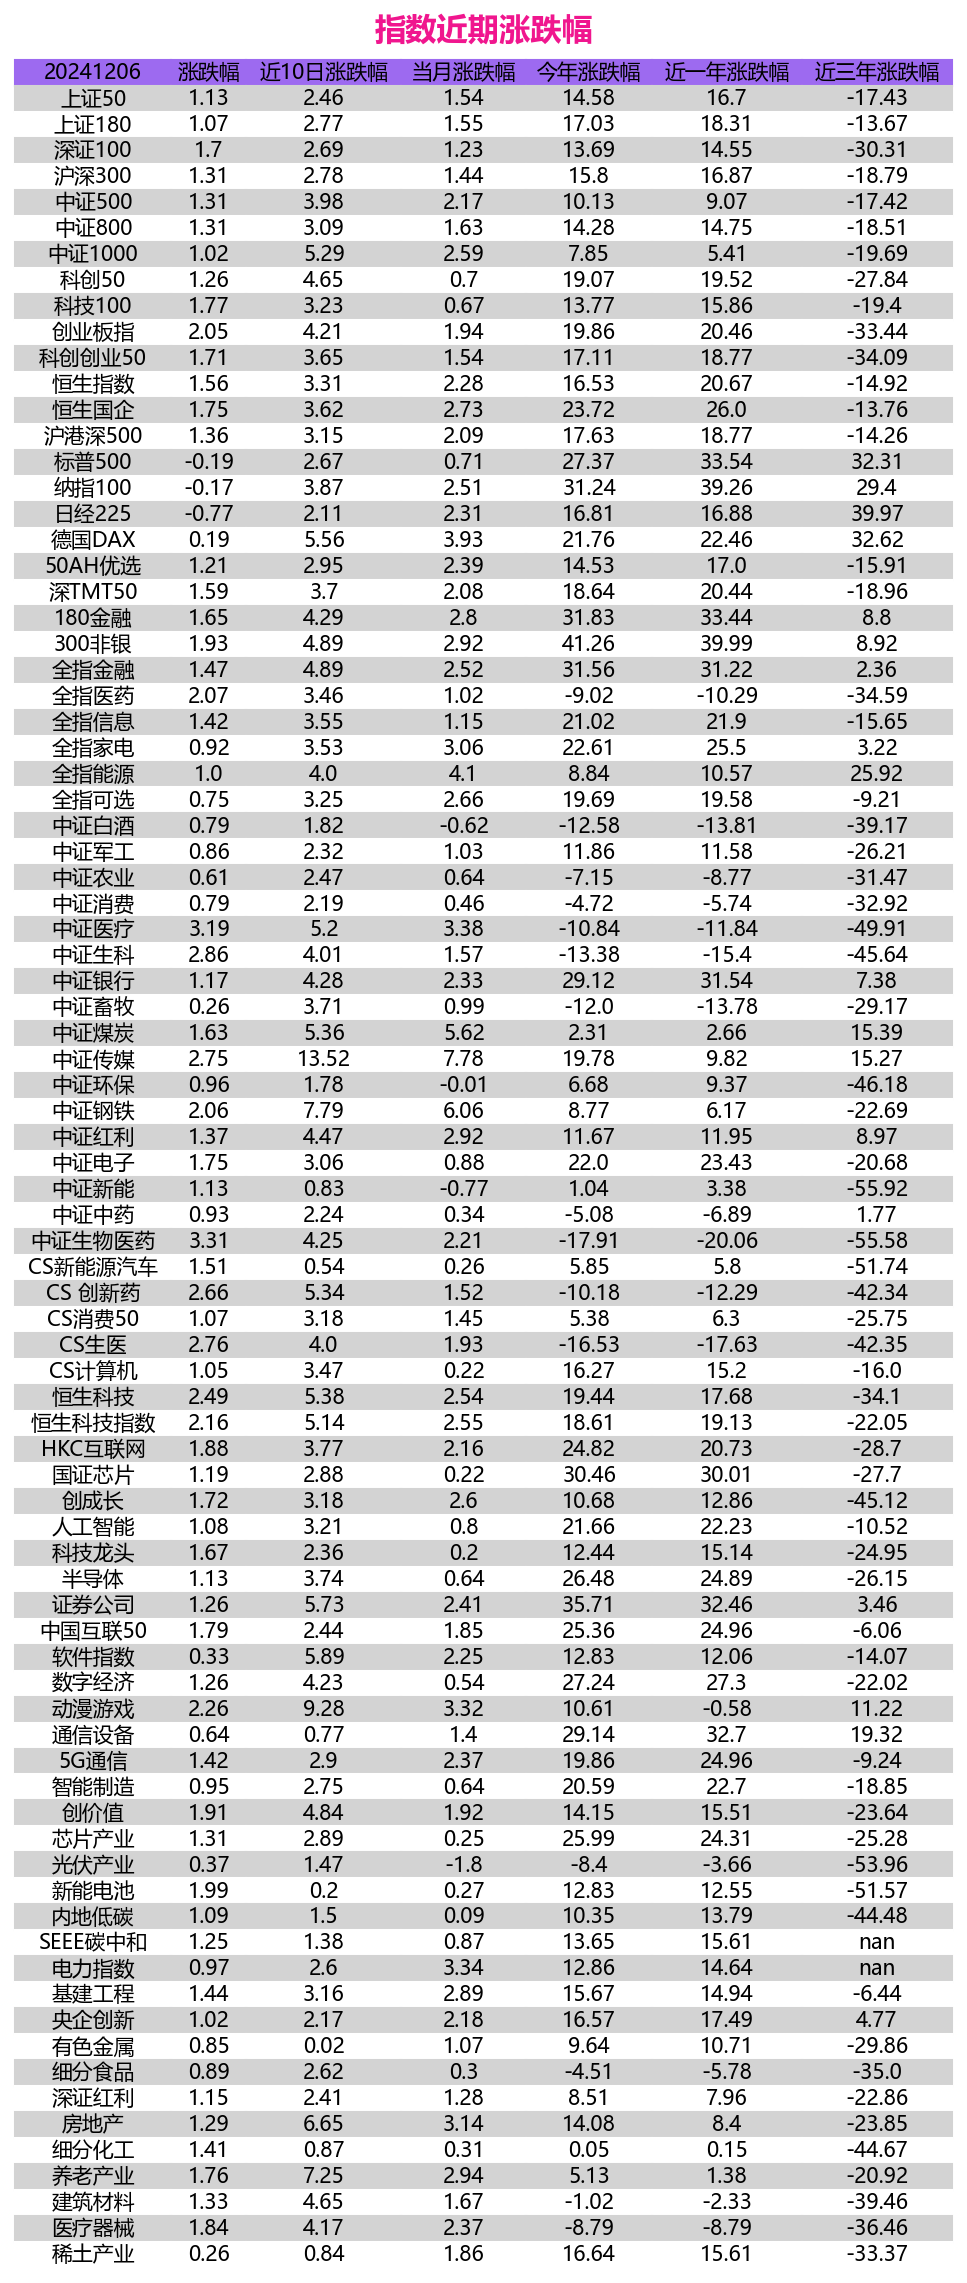 指数近期涨跌幅
20241206 涨跌幅 近10日涨跌幅 当月涨跌幅 今年涨跌幅 近一年涨跌幅 近三年涨跌幅
上证50 1.13 2.46 1.54 14.58 16.7 -17.43
上证180 1.07 2.77 1.55 17.03 18.31 -13.67
深证100 1.7 2.69 1.23 13.69 14.55 -30.31
沪深300 1.31 2.78 1.44 15.8 16.87 -18.79
中证500 1.31 3.98 2.17 10.13 9.07 -17.42
中证800 1.31 3.09 1.63 14.28 14.75 -18.51
中证1000 1.02 5.29 2.59 7.85 5.41 -19.69
科创50 1.26 4.65 0.7 19.07 19.52 -27.84
科技100 1.77 3.23 0.67 13.77 15.86 -19.4
创业板指 2.05 4.21 1.94 19.86 20.46 -33.44
科创创业50 1.71 3.65 1.54 17.11 18.77 -34.09
恒生指数 1.56 3.31 2.28 16.53 20.67 -14.92
恒生国企 1.75 3.62 2.73 23.72 26.0 -13.76
沪港深500 1.36 3.15 2.09 17.63 18.77 -14.26
标普500 -0.19 2.67 0.71 27.37 33.54 32.31
纳指100 -0.17 3.87 2.51 31.24 39.26 29.4
日经225 -0.77 2.11 2.31 16.81 16.88 39.97
德国DAX 0.19 5.56 3.93 21.76 22.46 32.62
50AH优选 1.21 2.95 2.39 14.53 17.0 -15.91
深TMT50 1.59 3.7 2.08 18.64 20.44 -18.96
180金融 1.65 4.29 2.8 31.83 33.44 8.8
300非银 1.93 4.89 2.92 41.26 39.99 8.92
全指金融 1.47 4.89 2.52 31.56 31.22 2.36
全指医药 2.07 3.46 1.02 -9.02 -10.29 -34.59
全指信息 1.42 3.55 1.15 21.02 21.9 -15.65
全指家电 0.92 3.53 3.06 22.61 25.5 3.22
全指能源 1.0 4.0 4.1 8.84 10.57 25.92
全指可选 0.75 3.25 2.66 19.69 19.58 -9.21
中证白酒 0.79 1.82 -0.62 -12.58 -13.81 -39.17
中证军工 0.86 2.32 1.03 11.86 11.58 -26.21
中证农业 0.61 2.47 0.64 -7.15 -8.77 -31.47
中证消费 0.79 2.19 0.46 -4.72 -5.74 -32.92
中证医疗 3.19 5.2 3.38 -10.84 -11.84 -49.91
中证生科 2.86 4.01 1.57 -13.38 -15.4 -45.64
中证银行 1.17 4.28 2.33 29.12 31.54 7.38
中证畜牧 0.26 3.71 0.99 -12.0 -13.78 -29.17
中证煤炭 1.63 5.36 5.62 2.31 2.66 15.39
中证传媒 2.75 13.52 7.78 19.78 9.82 15.27
中证环保 0.96 1.78 -0.01 6.68 9.37 -46.18
中证钢铁 2.06 7.79 6.06 8.77 6.17 -22.69
中证红利 1.37 4.47 2.92 11.67 11.95 8.97
中证电子 1.75 3.06 0.88 22.0 23.43 -20.68
中证新能 1.13 0.83 -0.77 1.04 3.38 -55.92
中证中药 0.93 2.24 0.34 -5.08 -6.89 1.77
中证生物医药 3.31 4.25 2.21 -17.91 -20.06 -55.58
CS新能源汽车 1.51 0.54 0.26 5.85 5.8 -51.74
CS 创新药 2.66 5.34 1.52 -10.18 -12.29 -42.34
CS消费50 1.07 3.18 1.45 5.38 6.3 -25.75
CS生医 2.76 4.0 1.93 -16.53 -17.63 -42.35
CS计算机 1.05 3.47 0.22 16.27 15.2 -16.0
恒生科技 2.49 5.38 2.54 19.44 17.68 -34.1
恒生科技指数 2.16 5.14 2.55 18.61 19.13 -22.05
HKC互联网 1.88 3.77 2.16 24.82 20.73 -28.7
国证芯片 1.19 2.88 0.22 30.46 30.01 -27.7
创成长 1.72 3.18 2.6 10.68 12.86 -45.12
人工智能 1.08 3.21 0.8 21.66 22.23 -10.52
科技龙头 1.67 2.36 0.2 12.44 15.14 -24.95
半导体 1.13 3.74 0.64 26.48 24.89 -26.15
证券公司 1.26 5.73 2.41 35.71 32.46 3.46
中国互联50 1.79 2.44 1.85 25.36 24.96 -6.06
软件指数 0.33 5.89 2.25 12.83 12.06 -14.07
数字经济 1.26 4.23 0.54 27.24 27.3 -22.02
动漫游戏 2.26 9.28 3.32 10.61 -0.58 11.22
通信设备 0.64 0.77 1.4 29.14 32.7 19.32
5G通信 1.42 2.9 2.37 19.86 24.96 -9.24
智能制造 0.95 2.75 0.64 20.59 22.7 -18.85
创价值 1.91 4.84 1.92 14.15 15.51 -23.64
芯片产业 1.31 2.89 0.25 25.99 24.31 -25.28
光伏产业 0.37 1.47 -1.8 -8.4 -3.66 -53.96
新能电池 1.99 0.2 0.27 12.83 12.55 -51.57
内地低碳 1.09 1.5 0.09 10.35 13.79 -44.48
SEEE碳中和 1.25 1.38 0.87 13.65 15.61 nan
电力指数 0.97 2.6 3.34 12.86 14.64 nan
基建工程 1.44 3.16 2.89 15.67 14.94 -6.44
央企创新 1.02 2.17 2.18 16.57 17.49 4.77
有色金属 0.85 0.02 1.07 9.64 10.71 -29.86
细分食品 0.89 2.62 0.3 -4.51 -5.78 -35.0
深证红利 1.15 2.41 1.28 8.51 7.96 -22.86
房地产 1.29 6.65 3.14 14.08 8.4 -23.85
细分化工 1.41 0.87 0.31 0.05 0.15 -44.67
养老产业 1.76 7.25 2.94 5.13 1.38 -20.92
建筑材料 1.33 4.65 1.67 -1.02 -2.33 -39.46
医疗器械 1.84 4.17 2.37 -8.79 -8.79 -36.46
稀土产业 0.26 0.84 1.86 16.64 15.61 -33.37